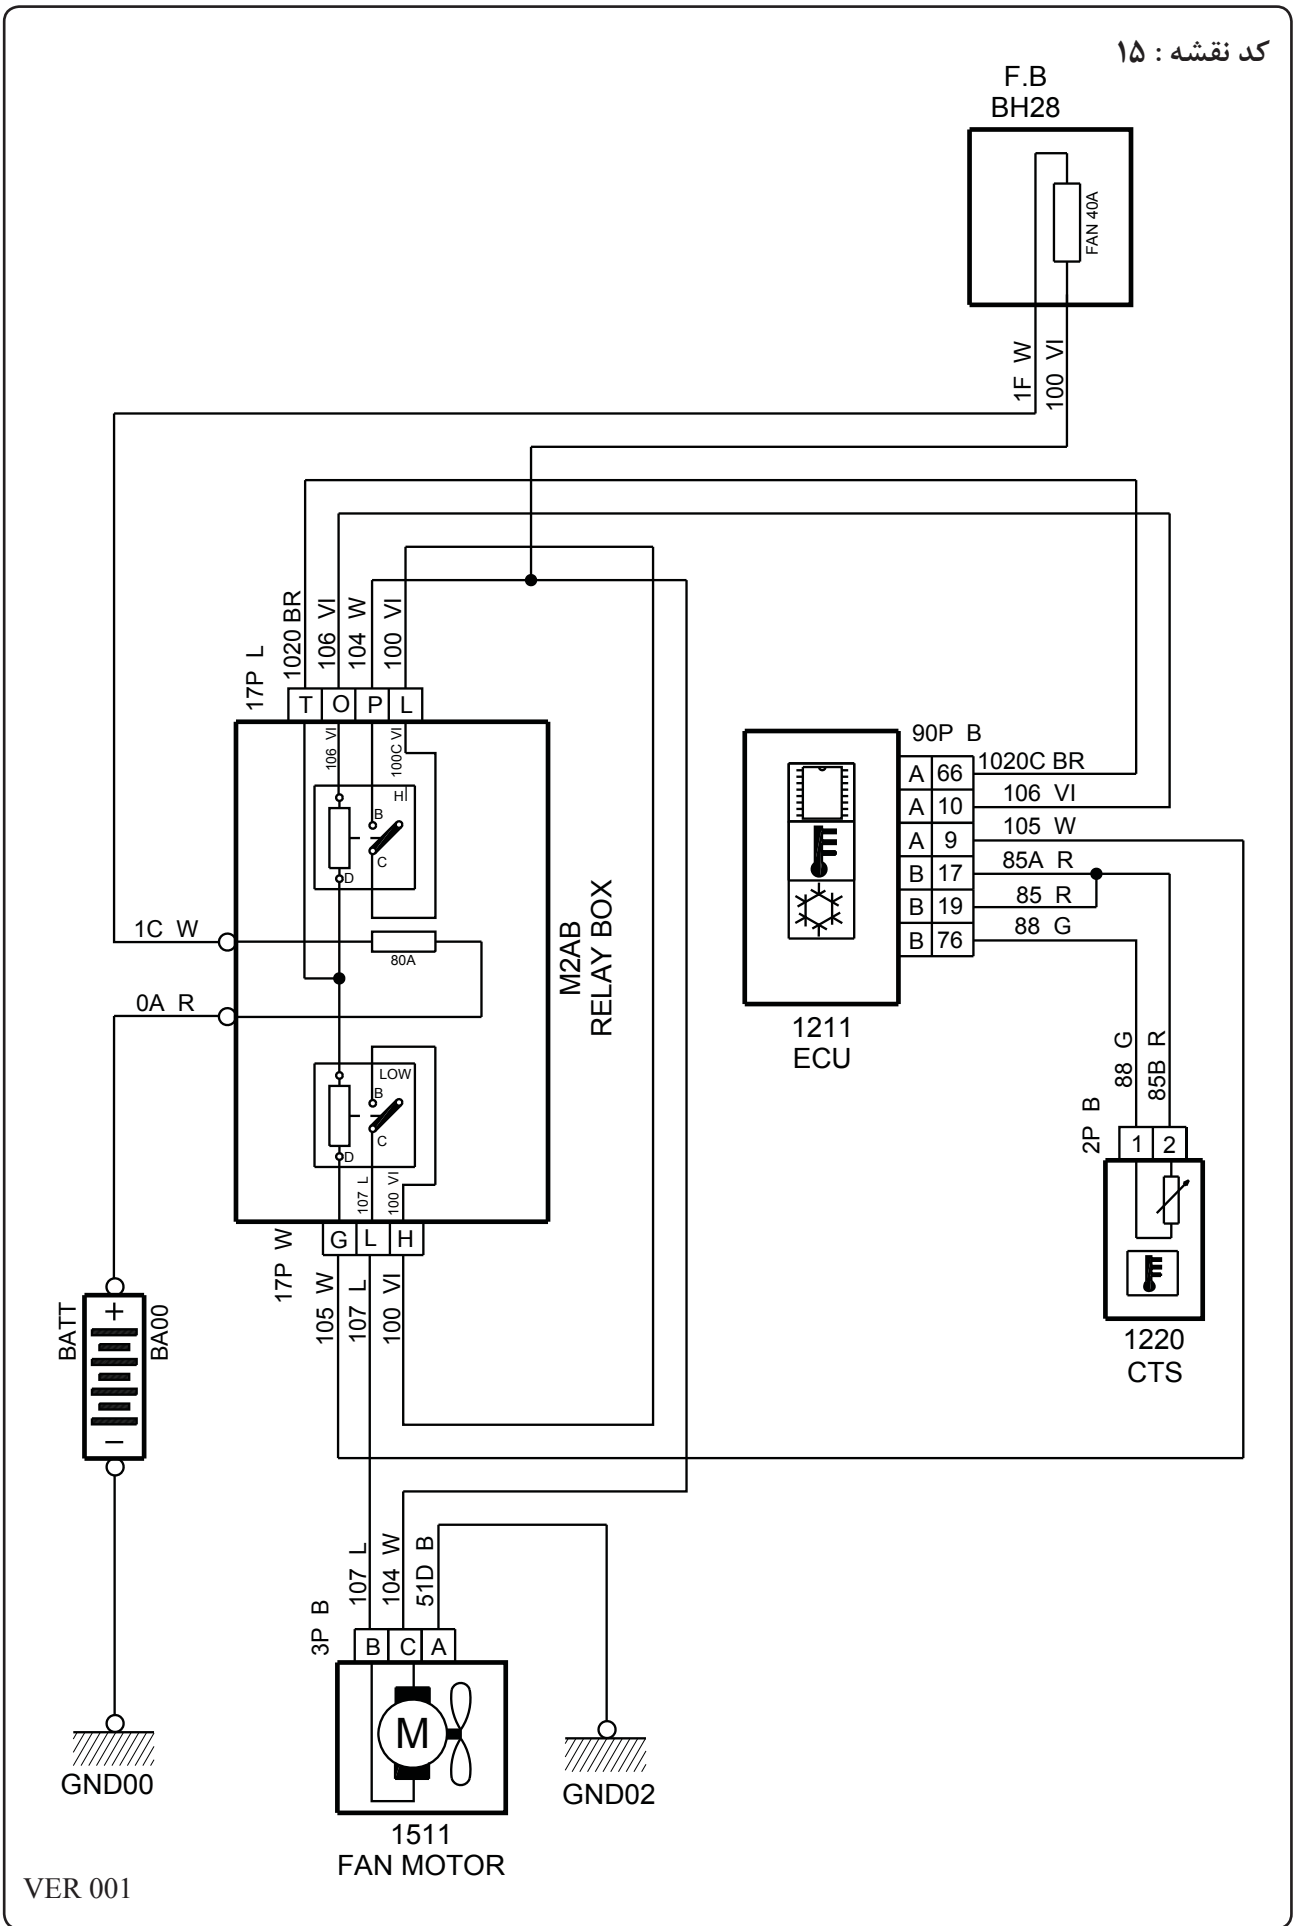 کد نقشه : ۱۵
F.B
BH28
FAN 40A
1F W
100 VI
17P L
1020 BR
106 VI
104 W
100 VI
T O P L
106 VI
100C VI
HI
B
C
D
1C W
80A
0A R
M2AB
RELAY BOX
LOW
B
C
D
107 L
100 VI
17P W
G L H
105 W
107 L
100 VI
90P B
A 66 1020C BR
A 10 106 VI
A 9 105 W
B 17 85A R
B 19 85 R
B 76 88 G
1211
ECU
88 G
85B R
2P B
1 2
1220
CTS
BATT
+
BA00
−
107 L
104 W
51D B
3P B
B C A
M
GND00
GND02
1511
FAN MOTOR
VER 001